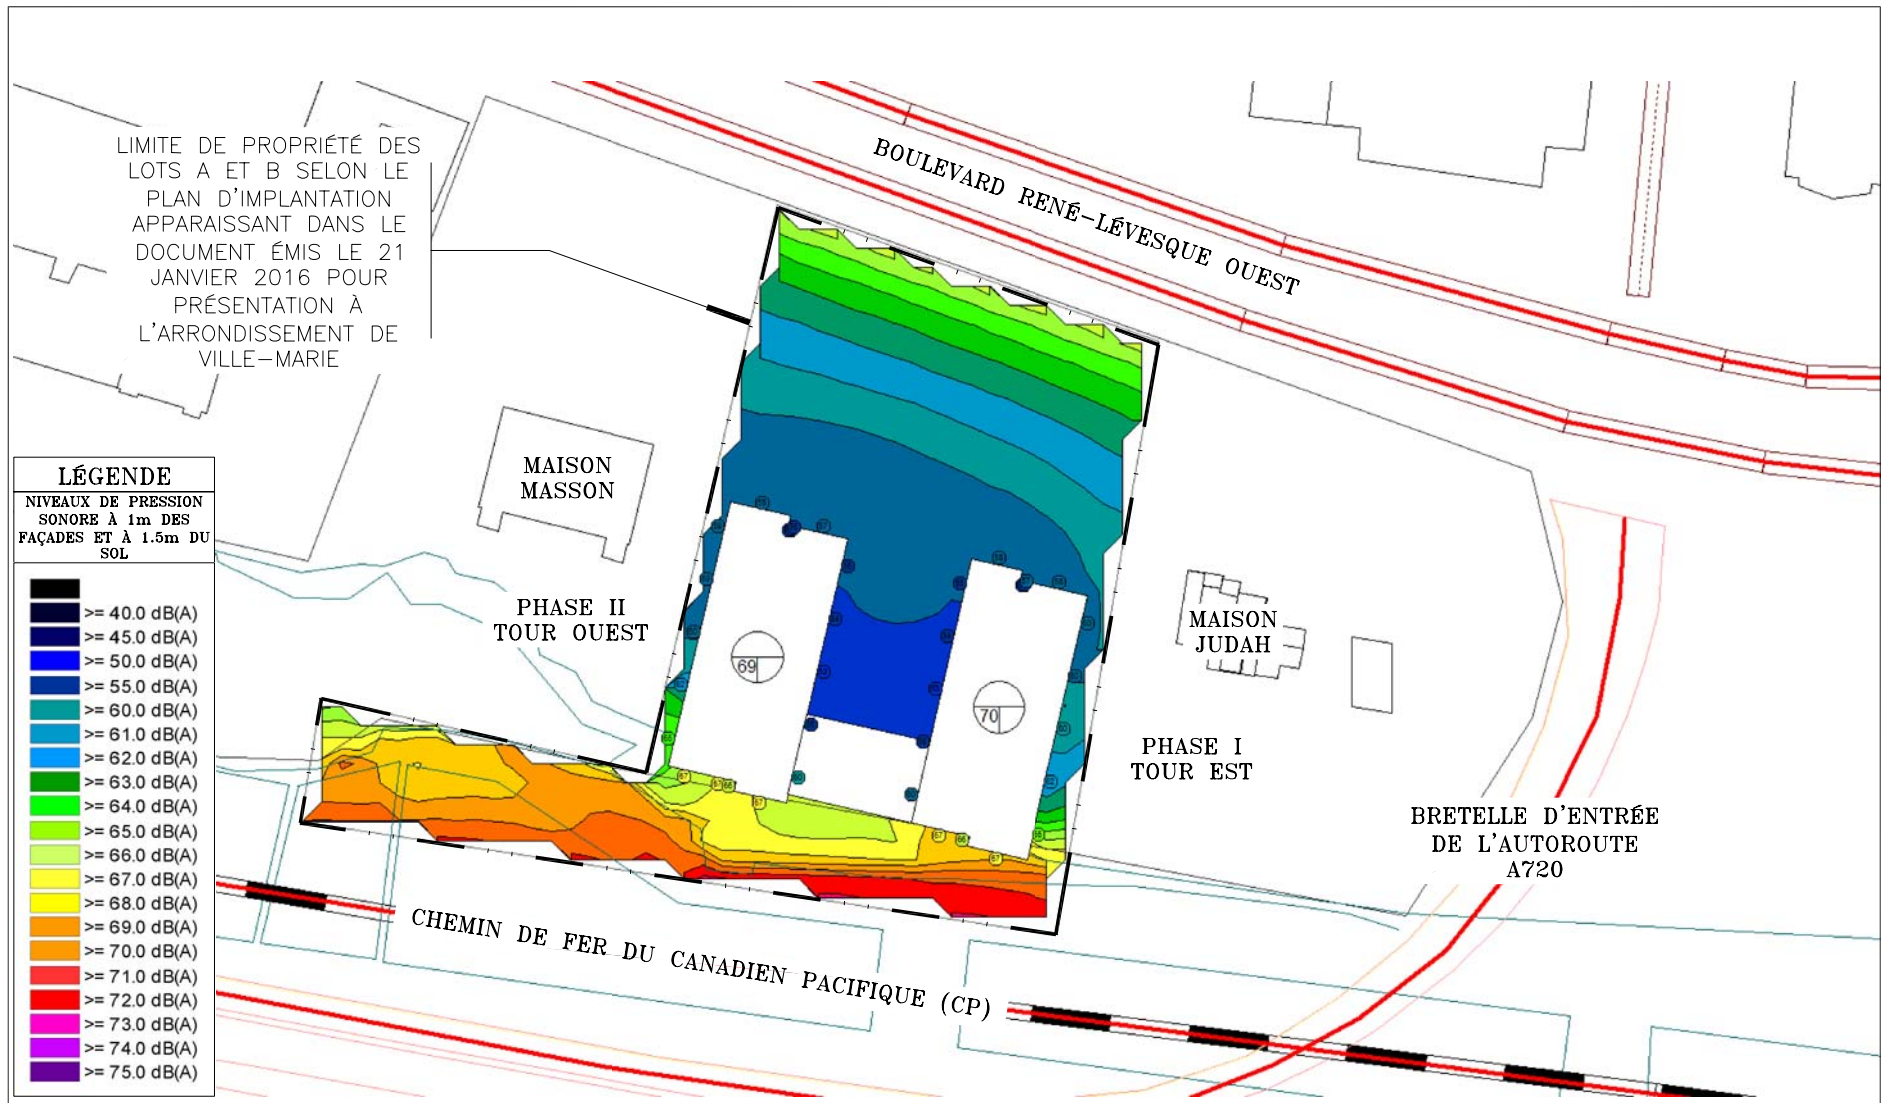 LIMITE DE PROPRIÉTÉ DES
LOTS A ET B SELON LE
PLAN D'IMPLANTATION
APPARAISSANT DANS LE
DOCUMENT ÉMIS LE 21
JANVIER 2016 POUR
PRÉSENTATION À
L'ARRONDISSEMENT DE
VILLE-MARIE
BOULEVARD RENÉ-LÉVESQUE OUEST
MAISON
MASSON
PHASE II
TOUR OUEST
MAISON
JUDAH
PHASE I
TOUR EST
69
70
67
66
67
67
66
67
BRETELLE D'ENTRÉE
DE L'AUTOROUTE
A720
CHEMIN DE FER DU CANADIEN PACIFIQUE (CP)
LÉGENDE
NIVEAUX DE PRESSION
SONORE À 1m DES
FAÇADES ET À 1.5m DU
SOL
>= 40.0 dB(A)
>= 45.0 dB(A)
>= 50.0 dB(A)
>= 55.0 dB(A)
>= 60.0 dB(A)
>= 61.0 dB(A)
>= 62.0 dB(A)
>= 63.0 dB(A)
>= 64.0 dB(A)
>= 65.0 dB(A)
>= 66.0 dB(A)
>= 67.0 dB(A)
>= 68.0 dB(A)
>= 69.0 dB(A)
>= 70.0 dB(A)
>= 71.0 dB(A)
>= 72.0 dB(A)
>= 73.0 dB(A)
>= 74.0 dB(A)
>= 75.0 dB(A)